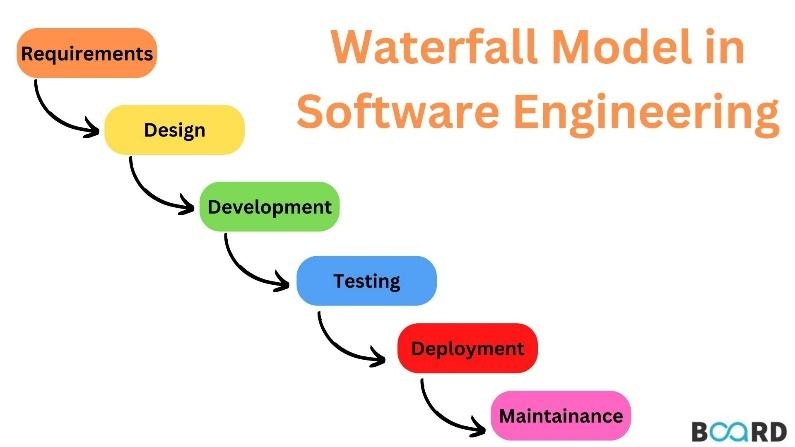 Waterfall Model in
Software Engineering
Requirements
Design
Development
Testing
Deployment
Maintainance
BOARD